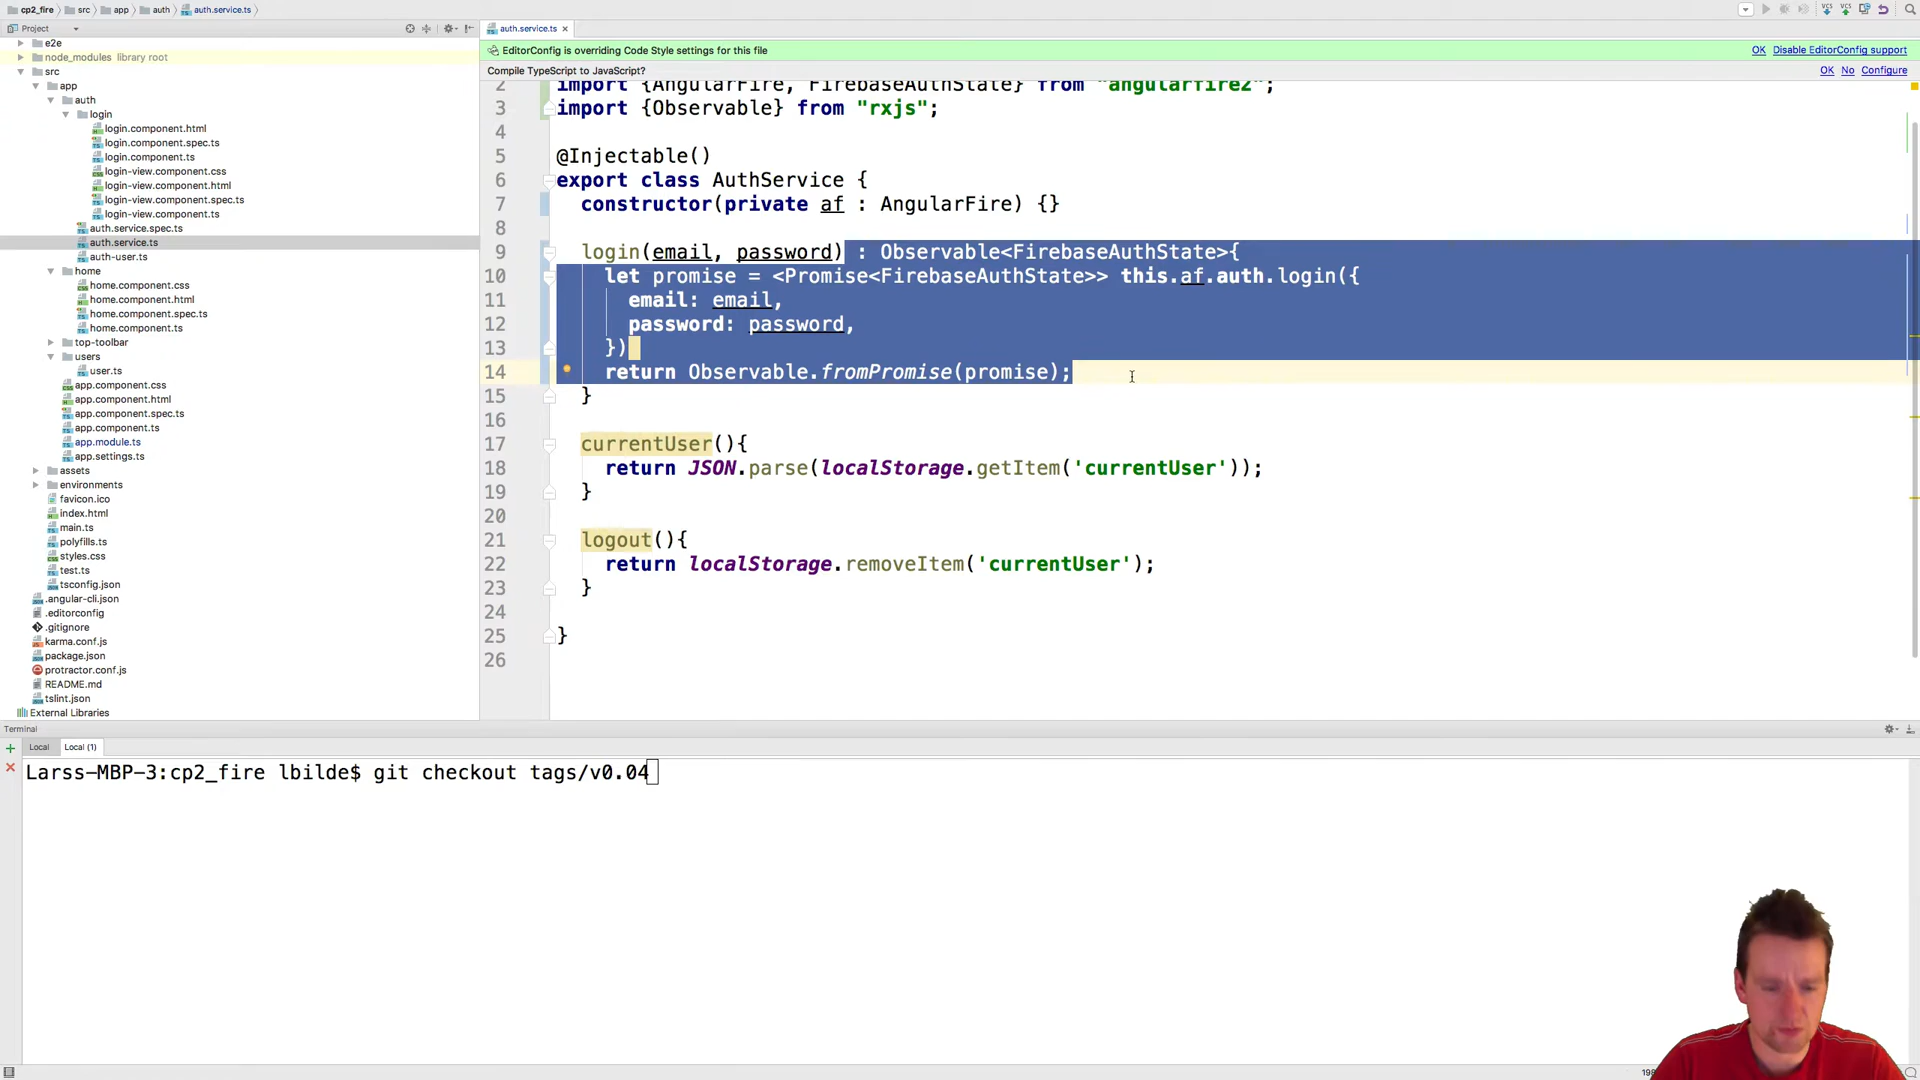 cp2_fire src app auth auth.service.ts
Project
auth.service.ts
e2e
node_modules library root
src
app
auth
login
login.component.html
login.component.spec.ts
login.component.ts
login-view.component.css
login-view.component.html
login-view.component.spec.ts
login-view.component.ts
auth.service.spec.ts
auth.service.ts
auth-user.ts
home
home.component.css
home.component.html
home.component.spec.ts
home.component.ts
top-toolbar
users
user.ts
app.component.css
app.component.html
app.component.spec.ts
app.component.ts
app.module.ts
app.settings.ts
assets
environments
favicon.ico
index.html
main.ts
polyfills.ts
styles.css
test.ts
tsconfig.json
.angular-cli.json
.editorconfig
.gitignore
karma.conf.js
package.json
protractor.conf.js
README.md
tslint.json
External Libraries
EditorConfig is overriding Code Style settings for this file OK Disable EditorConfig support
Compile TypeScript to JavaScript? OK No Configure
2 import {AngularFire, FirebaseAuthState} from "angularfire2";
3 import {Observable} from "rxjs";
4
5 @Injectable()
6 export class AuthService {
7 constructor(private af : AngularFire) {}
8
9 login(email, password) : Observable<FirebaseAuthState>{
10 let promise = <Promise<FirebaseAuthState>> this.af.auth.login({
11 email: email,
12 password: password,
13 })
14 return Observable.fromPromise(promise);
15 }
16
17 currentUser(){
18 return JSON.parse(localStorage.getItem('currentUser'));
19 }
20
21 logout(){
22 return localStorage.removeItem('currentUser');
23 }
24
25 }
26
Terminal
Local Local (1)
Larss-MBP-3:cp2_fire lbilde$ git checkout tags/v0.04